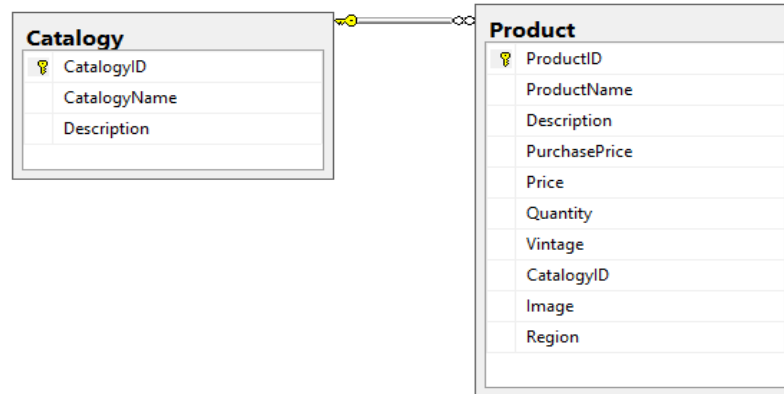 Catalogy
CatalogyID
CatalogyName
Description
Product
ProductID
ProductName
Description
PurchasePrice
Price
Quantity
Vintage
CatalogyID
Image
Region